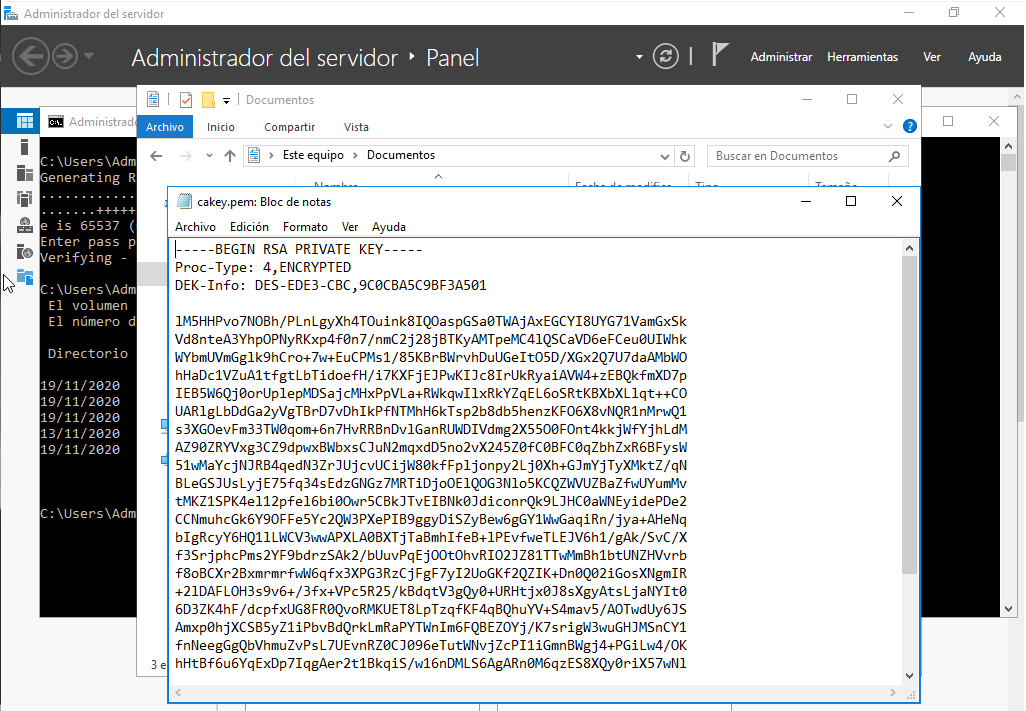 Administrador del servidor
Administrador del servidor ‣ Panel
Administrar Herramientas Ver Ayuda
Documentos
Archivo Inicio Compartir Vista
Este equipo > Documentos
Buscar en Documentos
Administrado
C:\Users\Adm
Generating R
............
.......+++++
e is 65537 (
Enter pass p
Verifying -
C:\Users\Adm
El volumen
El número d
Directorio
19/11/2020
19/11/2020
19/11/2020
13/11/2020
19/11/2020
C:\Users\Adm
3 e
cakey.pem: Bloc de notas
Archivo Edición Formato Ver Ayuda
-----BEGIN RSA PRIVATE KEY-----
Proc-Type: 4,ENCRYPTED
DEK-Info: DES-EDE3-CBC,9C0CBA5C9BF3A501
lM5HHPvo7NOBh/PLnLgyXh4TOuink8IQOaspGSa0TWAjAxEGCYI8UYG71VamGxSk
Vd8nteA3YhpOPNyRKxp4f0n7/nmC2j28jBTKyAMTpeMC4lQSCaVD6eFCeu0UIWhk
WYbmUVmGglk9hCro+7w+EuCPMs1/85KBrBWrvhDuUGeItO5D/XGx2Q7U7daAMbWO
hHaDc1VZuA1tfgtLbTidoefH/i7KXFjEJPwKIJc8IrUkRyaiAVW4+zEBQkfmXD7p
IEB5W6Qj0orUplepMDSajcMHxPpVLa+RWkqwIlxRkYZqEL6oSRtKBXbXLlqt++CO
UARlgLbDdGa2yVgTBrD7vDhIkPfNTMhH6kTsp2b8db5henzKFO6X8vNQR1nMrwQ1
s3XGOevFm33TW0qom+6n7HvRRBnDvlGanRUWDIVdmg2X55O0FOnt4kkjWfYjhLdM
AZ90ZRYVxg3CZ9dpwxBWbxsCJuN2mqxdD5no2vX245Z0fC0BFC0qZbhZxR6BFysW
51wMaYcjNJRB4qedN3ZrJUjcvUCijW80kfFpljonpy2Lj0Xh+GJmYjTyXMktZ/qN
BLeGSJUsLyjE75fq34sEdzGNGz7MRTiDjoOElQOG3Nlo5KCQZWVUZBaZfwUYumMv
tMKZ1SPK4el12pfel6bi0Owr5CBkJTvEIBNk0JdiconrQk9LJHC0aWNEyidePDe2
CCNmuhcGk6Y9OFFe5Yc2QW3PXePIB9ggyDiSZyBew6gGY1WwGaqiRn/jya+AHeNq
bIgRcyY6HQ1lLWCV3wwAPXLA0BXTjTaBmhIfeB+lPEvfweTLEJV6h1/gAk/SvC/X
f3SrjphcPms2YF9bdrzSAk2/bUuvPqEjOOtOhvRIO2JZ81TTwMmBh1btUNZHVvrb
f8oBCXr2BxmrmrfwW6qfx3XPG3RzCjFgF7yI2UoGKf2QZIK+Dn0Q02iGosXNgmIR
+2lDAFLOH3s9v6+/3fx+VPc5R25/kBdqtV3gQy0+URHtjx0J8sXgyAtsLjaNYIt0
6D3ZK4hF/dcpfxUG8FR0QvoRMKUET8LpTzqfKF4qBQhuYV+S4mav5/AOTwdUy6JS
Amxp0hjXCSB5yZ1iPbvBdQrkLmRaPYTWnIm6FQBEZOYj/K7srigW3wuGHJMSnCY1
fnNeegGgQbVhmuZvPsL7UEvnRZ0CJ096eTutWNvjZcPI1iGmnBWgj4+PGiLw4/OK
hHtBf6u6YqExDp7IqgAer2t1BkqiS/w16nDMLS6AgARn0M6qzES8XQy0riX57wNl